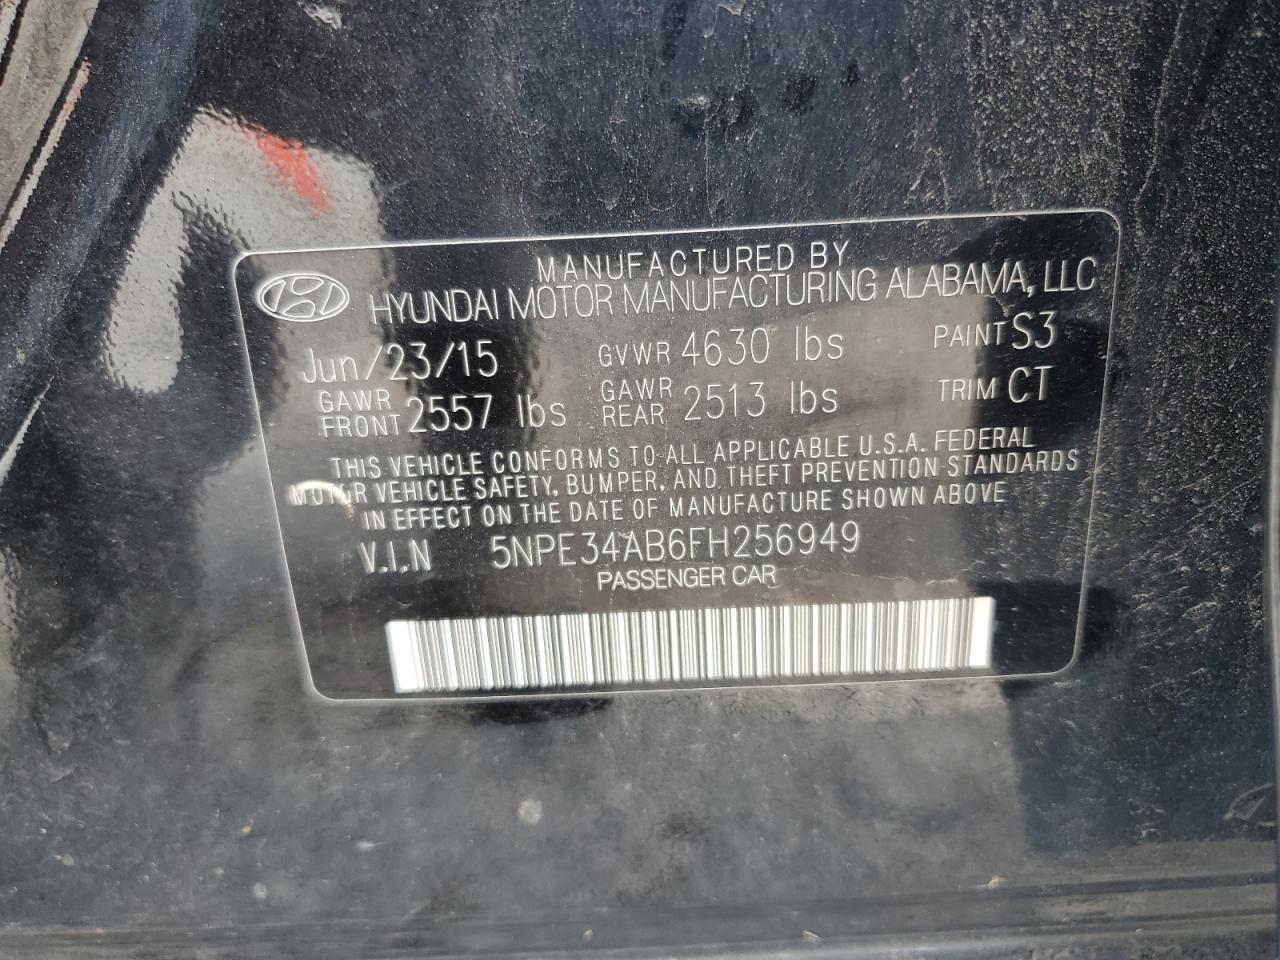 MANUFACTURED BY
HYUNDAI MOTOR MANUFACTURING ALABAMA, LLC
Jun/23/15 GVWR 4630 lbs PAINT S3
GAWR FRONT 2557 lbs GAWR REAR 2513 lbs TRIM CT
THIS VEHICLE CONFORMS TO ALL APPLICABLE U.S.A. FEDERAL
MOTOR VEHICLE SAFETY, BUMPER, AND THEFT PREVENTION STANDARDS
IN EFFECT ON THE DATE OF MANUFACTURE SHOWN ABOVE
V.I.N 5NPE34AB6FH256949
PASSENGER CAR